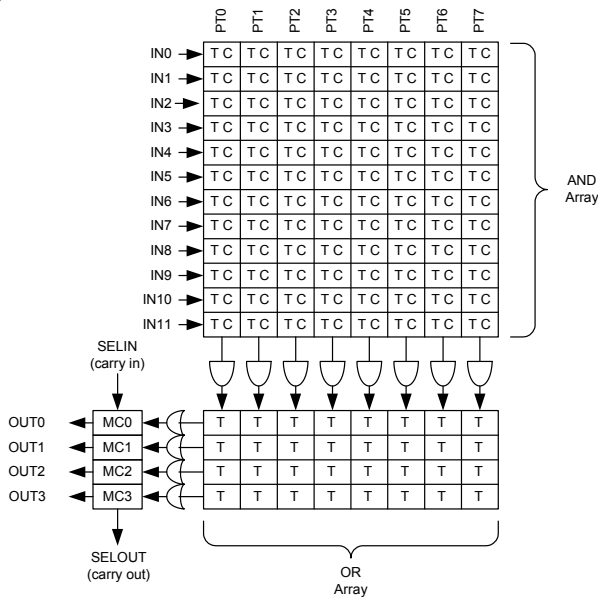 PT0 PT1 PT2 PT3 PT4 PT5 PT6 PT7
IN0 T C T C T C T C T C T C T C T C
IN1 T C T C T C T C T C T C T C T C
IN2 T C T C T C T C T C T C T C T C
IN3 T C T C T C T C T C T C T C T C
IN4 T C T C T C T C T C T C T C T C
IN5 T C T C T C T C T C T C T C T C
IN6 T C T C T C T C T C T C T C T C
IN7 T C T C T C T C T C T C T C T C
IN8 T C T C T C T C T C T C T C T C
IN9 T C T C T C T C T C T C T C T C
IN10 T C T C T C T C T C T C T C T C
IN11 T C T C T C T C T C T C T C T C
AND
Array
SELIN
(carry in)
OUT0 MC0 T T T T T T T T
OUT1 MC1 T T T T T T T T
OUT2 MC2 T T T T T T T T
OUT3 MC3 T T T T T T T T
SELOUT
(carry out)
OR
Array